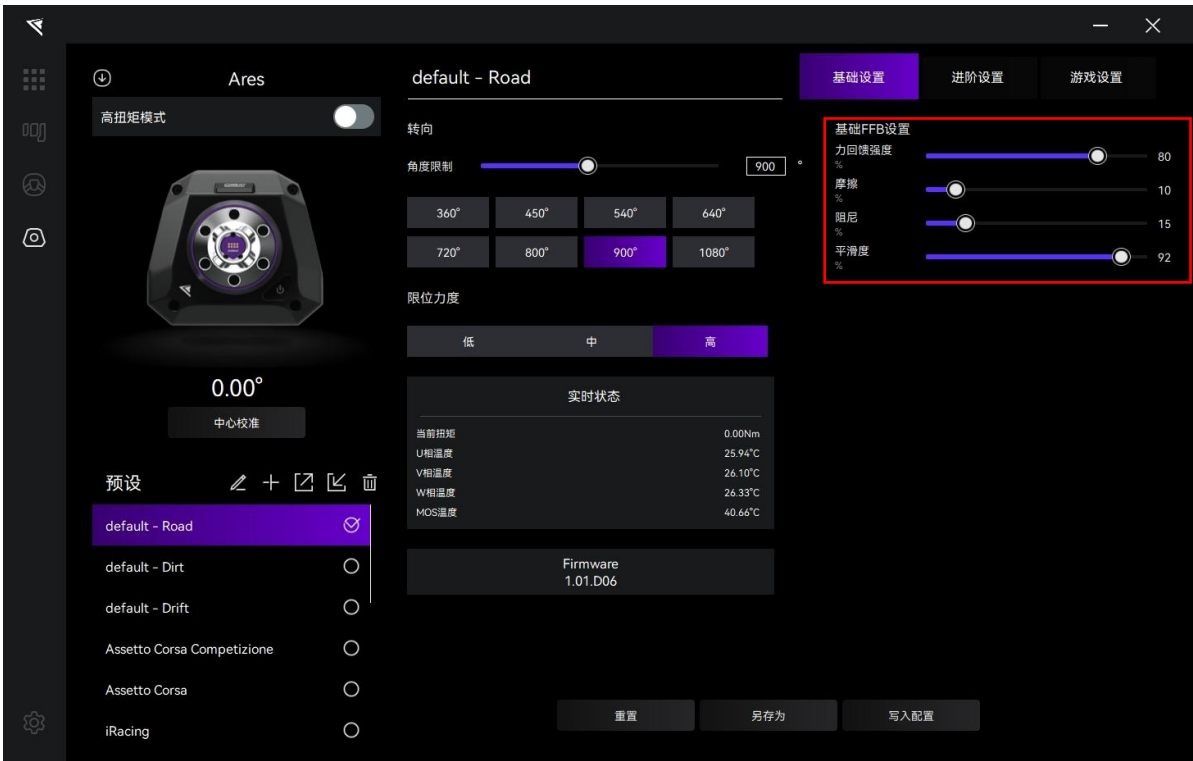 Ares
高扭矩模式
0.00°
中心校准
预设
default - Road
default - Dirt
default - Drift
Assetto Corsa Competizione
Assetto Corsa
iRacing
default - Road
转向
角度限制
900
°
360°
450°
540°
640°
720°
800°
900°
1080°
限位力度
低
中
高
实时状态
当前扭矩 0.00Nm
U相温度 25.94°C
V相温度 26.10°C
W相温度 26.33°C
MOS温度 40.66°C
Firmware
1.01.D06
基础设置
进阶设置
游戏设置
基础FFB设置
力回馈强度
%
80
摩擦
%
10
阻尼
%
15
平滑度
%
92
重置
另存为
写入配置